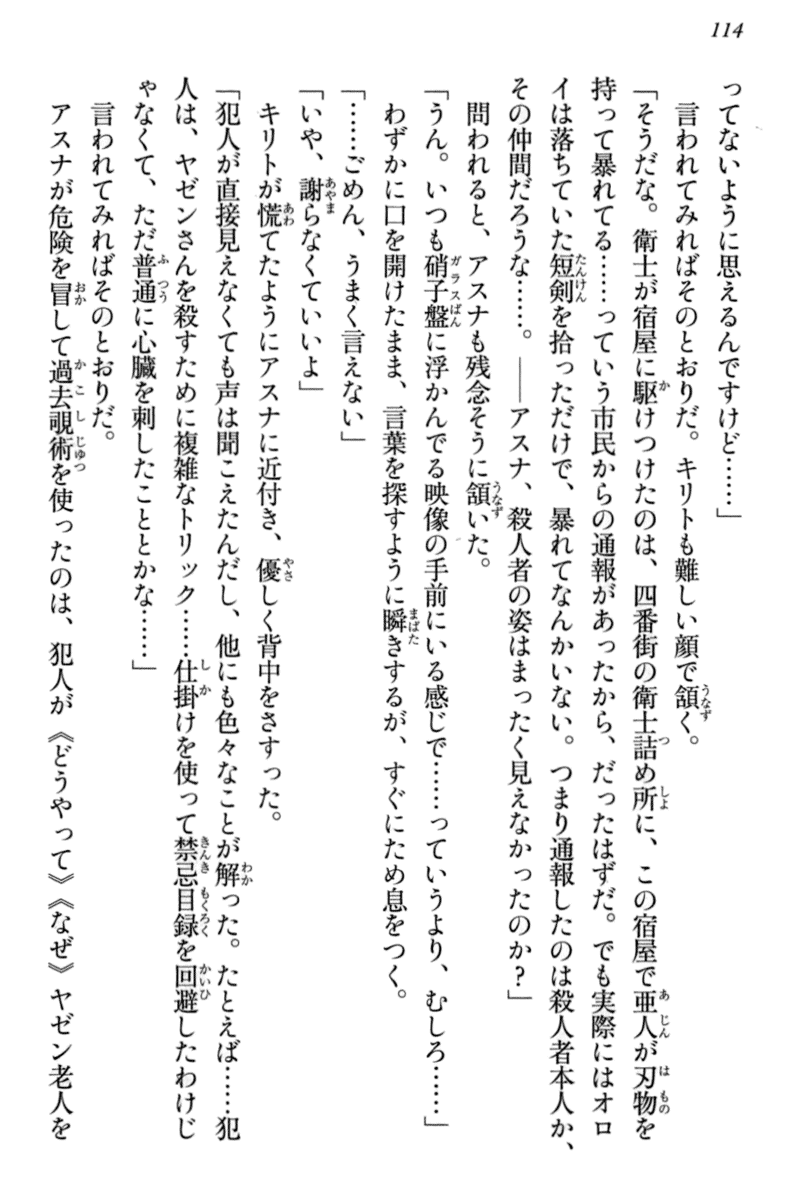 114
ってないように思えるんですけど……」
言われてみればそのとおりだ。キリトも難しい顔で頷く。
「そうだな。衛士が宿屋に駆けつけたのは、四番街の衛士詰め所に、この宿屋で亜人が刃物を
持って暴れてる……っていう市民からの通報があったから、だったはずだ。でも実際にはオロ
イは落ちていた短剣を拾っただけで、暴れてなんかいない。つまり通報したのは殺人者本人か、
その仲間だろうな……。――アスナ、殺人者の姿はまったく見えなかったのか？」
問われると、アスナも残念そうに頷いた。
「うん。いつも硝子盤に浮かんでる映像の手前にいる感じで……っていうより、むしろ……」
わずかに口を開けたまま、言葉を探すように瞬きするが、すぐにため息をつく。
「……ごめん、うまく言えない」
「いや、謝らなくていいよ」
キリトが慌てたようにアスナに近付き、優しく背中をさすった。
「犯人が直接見えなくても声は聞こえたんだし、他にも色々なことが解った。たとえば……犯
人は、ヤゼンさんを殺すために複雑なトリック……仕掛けを使って禁忌目録を回避したわけじ
ゃなくて、ただ普通に心臓を刺したこととかな……」
言われてみればそのとおりだ。
アスナが危険を冒して過去覗術を使ったのは、犯人が《どうやって》《なぜ》ヤゼン老人を